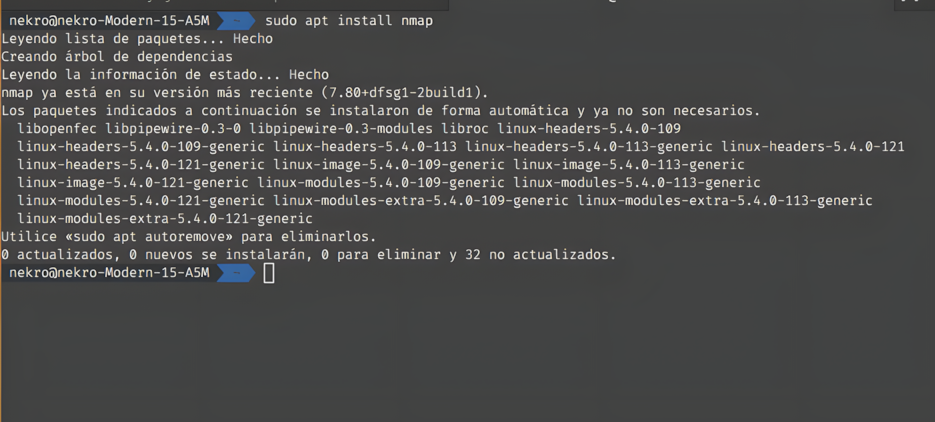 nekro@nekro-Modern-15-A5M ~ sudo apt install nmap
Leyendo lista de paquetes... Hecho
Creando árbol de dependencias
Leyendo la información de estado... Hecho
nmap ya está en su versión más reciente (7.80+dfsg1-2build1).
Los paquetes indicados a continuación se instalaron de forma automática y ya no son necesarios.
libopenfec libpipewire-0.3-0 libpipewire-0.3-modules libroc linux-headers-5.4.0-109
linux-headers-5.4.0-109-generic linux-headers-5.4.0-113 linux-headers-5.4.0-113-generic linux-headers-5.4.0-121
linux-headers-5.4.0-121-generic linux-image-5.4.0-109-generic linux-image-5.4.0-113-generic
linux-image-5.4.0-121-generic linux-modules-5.4.0-109-generic linux-modules-5.4.0-113-generic
linux-modules-5.4.0-121-generic linux-modules-extra-5.4.0-109-generic linux-modules-extra-5.4.0-113-generic
linux-modules-extra-5.4.0-121-generic
Utilice «sudo apt autoremove» para eliminarlos.
0 actualizados, 0 nuevos se instalarán, 0 para eliminar y 32 no actualizados.
nekro@nekro-Modern-15-A5M ~